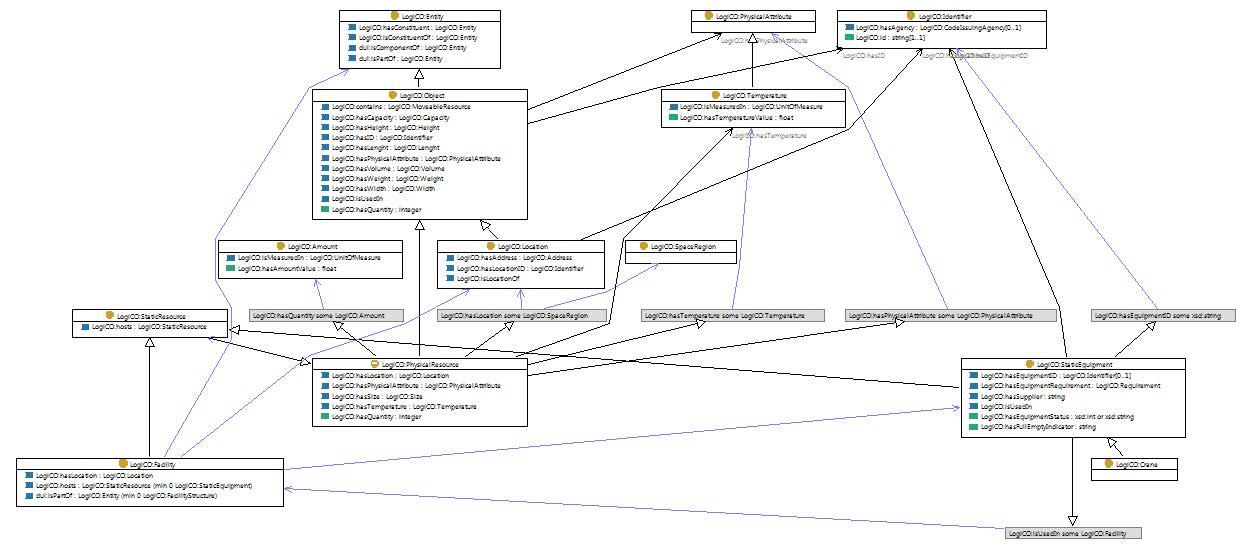 LogiCO:Entity
LogiCO:hasConstituent : LogiCO:Entity
LogiCO:isConstituentOf : LogiCO:Entity
dul:isComponentOf : LogiCO:Entity
dul:isPartOf : LogiCO:Entity
LogiCO:PhysicalAttribute
LogiCO:Identifier
LogiCO:hasAgency : LogiCO:CodeIssuingAgency[0..1]
LogiCO:id : string[1..1]
LogiCO:hasID
LogiCO:Object
LogiCO:contains : LogiCO:MoveableResource
LogiCO:hasCapacity : LogiCO:Capacity
LogiCO:hasHeight : LogiCO:Height
LogiCO:hasID : LogiCO:Identifier
LogiCO:hasLenght : LogiCO:Lenght
LogiCO:hasPhysicalAttribute : LogiCO:PhysicalAttribute
LogiCO:hasVolume : LogiCO:Volume
LogiCO:hasWeight : LogiCO:Weight
LogiCO:hasWidth : LogiCO:Width
LogiCO:isUsedIn
LogiCO:hasQuantity : integer
LogiCO:Temperature
LogiCO:isMeasuredIn : LogiCO:UnitOfMeasure
LogiCO:hasTemperatureValue : float
LogiCO:hasTemperature
LogiCO:Amount
LogiCO:isMeasuredIn : LogiCO:UnitOfMeasure
LogiCO:hasAmountValue : float
LogiCO:Location
LogiCO:hasAddress : LogiCO:Address
LogiCO:hasLocationID : LogiCO:Identifier
LogiCO:isLocationOf
LogiCO:SpaceRegion
LogiCO:StaticResource
LogiCO:hosts : LogiCO:StaticResource
LogiCO:hasQuantity some LogiCO:Amount
LogiCO:hasLocation some LogiCO:SpaceRegion
LogiCO:hasTemperature some LogiCO:Temperature
LogiCO:hasPhysicalAttribute some LogiCO:PhysicalAttribute
LogiCO:hasEquipmentID some xsd:string
LogiCO:PhysicalResource
LogiCO:hasLocation : LogiCO:Location
LogiCO:hasPhysicalAttribute : LogiCO:PhysicalAttribute
LogiCO:hasSize : LogiCO:Size
LogiCO:hasTemperature : LogiCO:Temperature
LogiCO:hasQuantity : integer
LogiCO:StaticEquipment
LogiCO:hasEquipmentID : LogiCO:Identifier[0..1]
LogiCO:hasEquipmentRequirement : LogiCO:Requirement
LogiCO:hasSupplier : string
LogiCO:isUsedIn
LogiCO:hasEquipmentStatus : xsd:int or xsd:string
LogiCO:hasFullEmptyIndicator : string
LogiCO:Facility
LogiCO:hasLocation : LogiCO:Location
LogiCO:hosts : LogiCO:StaticResource (min 0 LogiCO:StaticEquipment)
dul:isPartOf : LogiCO:Entity (min 0 LogiCO:FacilityStructure)
LogiCO:Crane
LogiCO:isUsedIn some LogiCO:Facility